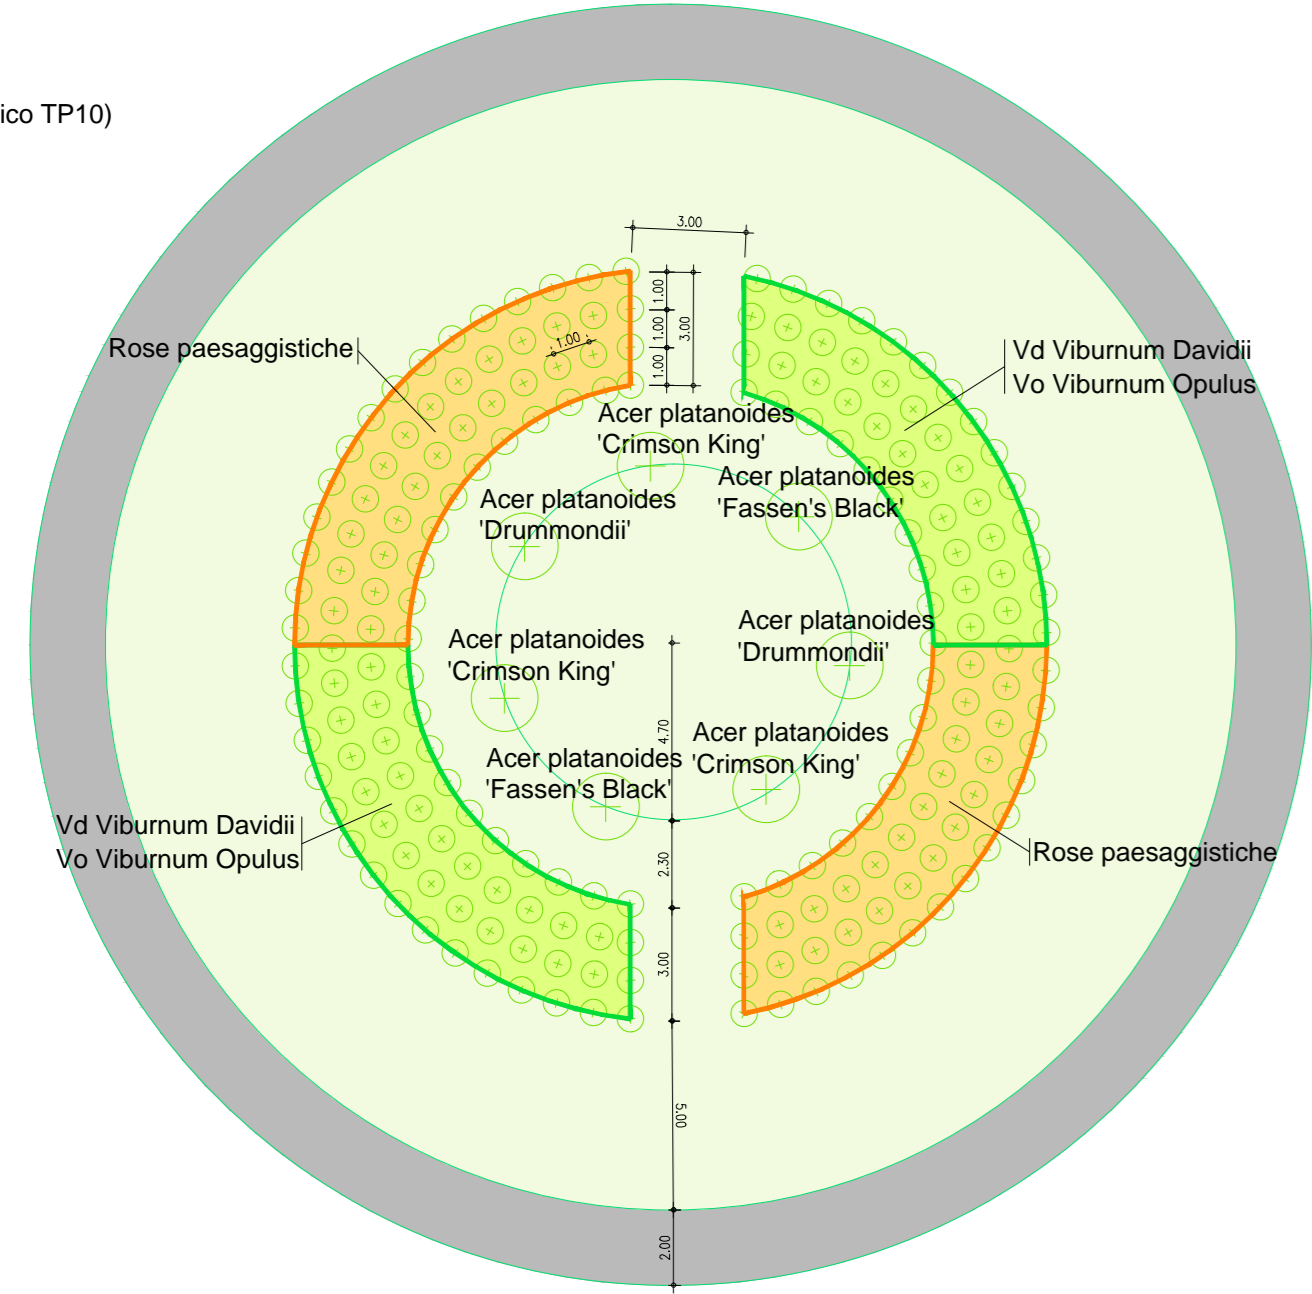 ico TP10)
3.00
1.00
1.00
1.00
3.00
1.00
Rose paesaggistiche
Vd Viburnum Davidii
Vo Viburnum Opulus
Acer platanoides
'Crimson King'
Acer platanoides
'Fassen's Black'
Acer platanoides
'Drummondii'
Acer platanoides
'Drummondii'
Acer platanoides
'Crimson King'
4.70
Acer platanoides
'Crimson King'
Acer platanoides
'Fassen's Black'
Vd Viburnum Davidii
Vo Viburnum Opulus
Rose paesaggistiche
2.30
3.00
5.00
2.00